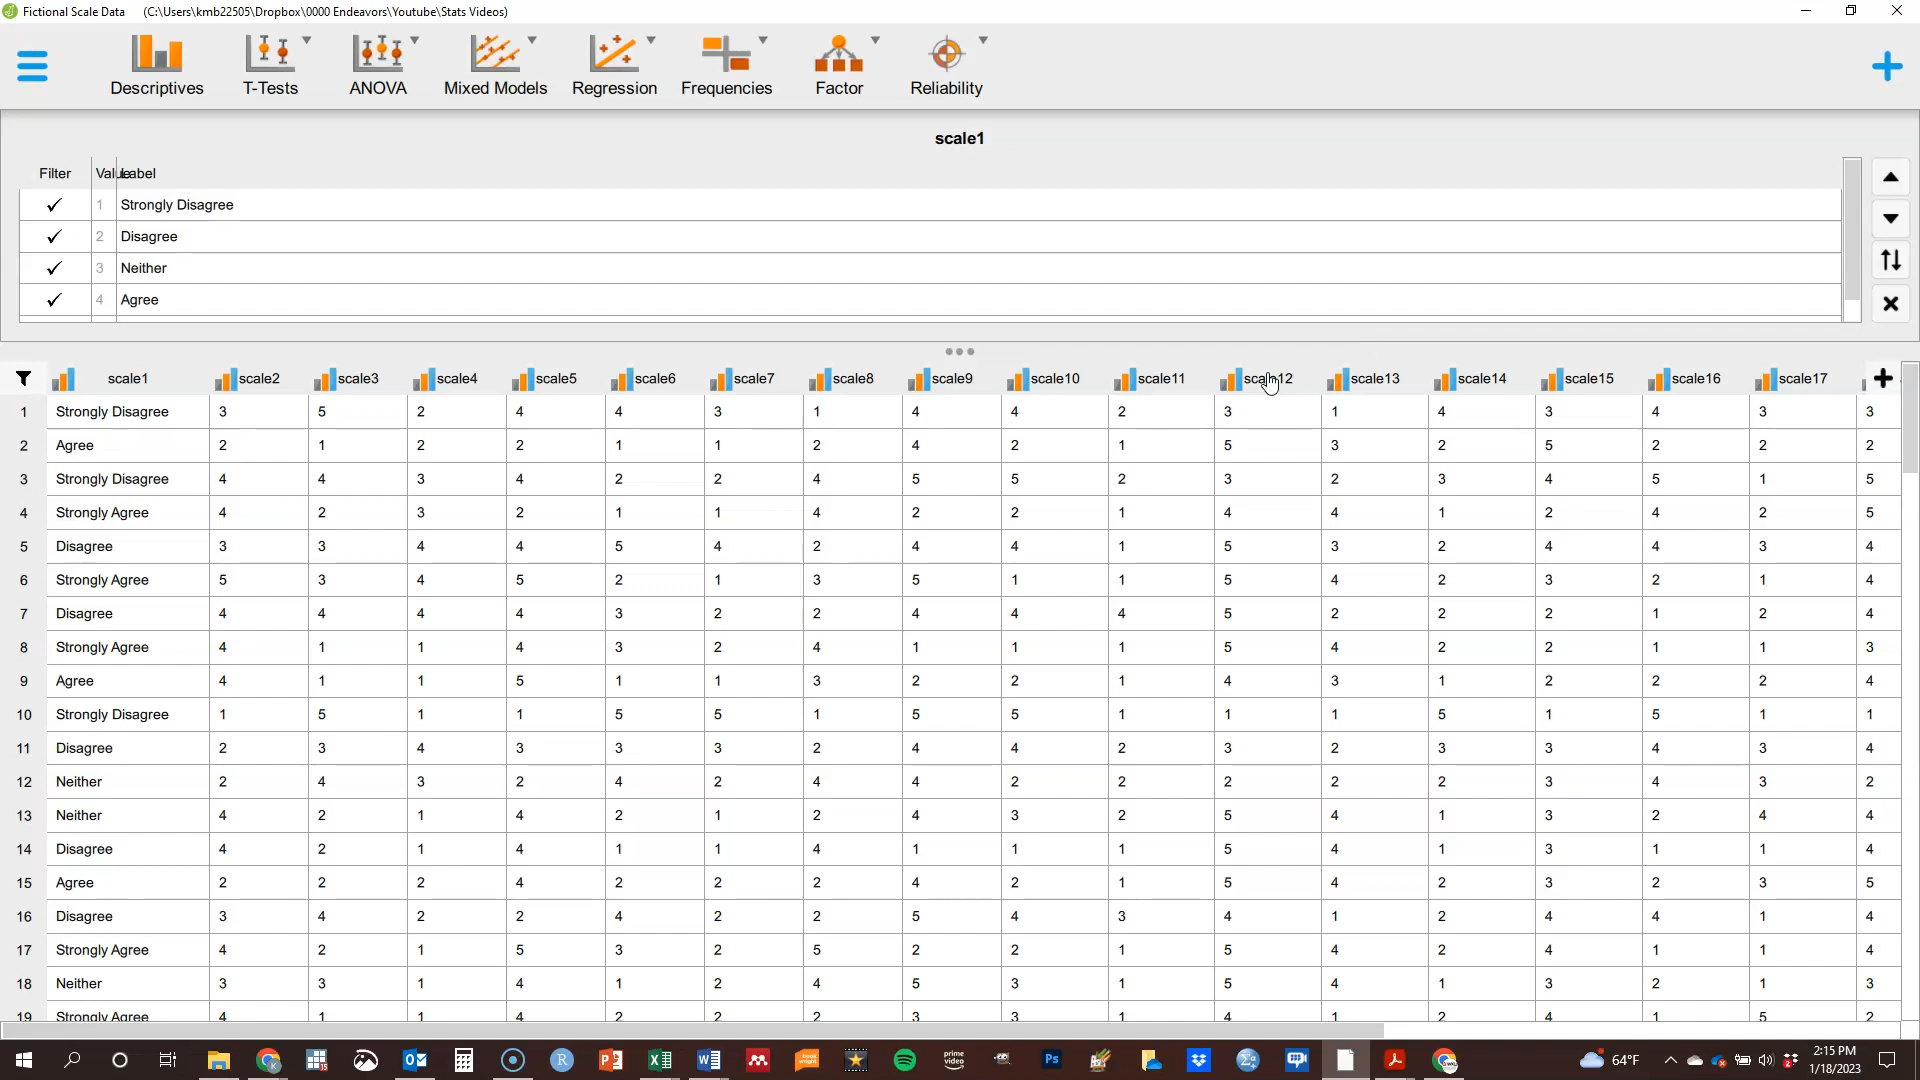 Fictional Scale Data (C:\Users\kmb22505\Dropbox\0000 Endeavors\Youtube\Stats Videos)
Descriptives T-Tests ANOVA Mixed Models Regression Frequencies Factor Reliability
scale1
Filter Value Label
1 Strongly Disagree
2 Disagree
3 Neither
4 Agree
scale1 scale2 scale3 scale4 scale5 scale6 scale7 scale8 scale9 scale10 scale11 scale12 scale13 scale14 scale15 scale16 scale17
1 Strongly Disagree 3 5 2 4 4 3 1 4 4 2 3 1 4 3 4 3 3
2 Agree 2 1 2 2 1 1 2 4 2 1 5 3 2 5 2 2 2
3 Strongly Disagree 4 4 3 4 2 2 4 5 5 2 3 2 3 4 5 1 5
4 Strongly Agree 4 2 3 2 1 1 4 2 2 1 4 4 1 2 4 2 5
5 Disagree 3 3 4 4 5 4 2 4 4 1 5 3 2 4 4 3 4
6 Strongly Agree 5 3 4 5 2 1 3 5 1 1 5 4 2 3 2 1 4
7 Disagree 4 4 4 4 3 2 2 4 4 4 5 2 2 2 1 2 4
8 Strongly Agree 4 1 1 4 3 2 4 1 1 1 5 4 2 2 1 1 3
9 Agree 4 1 1 5 1 1 3 2 2 1 4 3 1 2 2 2 4
10 Strongly Disagree 1 5 1 1 5 5 1 5 5 1 1 1 5 1 5 1 1
11 Disagree 2 3 4 3 3 3 2 4 4 2 3 2 3 3 4 3 4
12 Neither 2 4 3 2 4 2 4 4 2 2 2 2 2 3 4 3 2
13 Neither 4 2 1 4 2 1 2 4 3 2 5 4 1 3 2 4 4
14 Disagree 4 2 1 4 1 1 4 1 1 1 5 4 1 3 1 1 4
15 Agree 2 2 2 4 2 2 2 4 2 1 5 4 2 3 2 3 5
16 Disagree 3 4 2 2 4 2 2 5 4 3 4 1 2 4 4 1 4
17 Strongly Agree 4 2 1 5 3 2 5 2 2 1 5 4 2 4 1 1 4
18 Neither 3 3 1 4 1 2 4 5 3 1 5 4 1 3 2 1 3
19 Strongly Agree 4 1 1 4 2 2 2 3 3 1 4 1 2 4 1 5 2
64°F
2:15 PM
1/18/2023